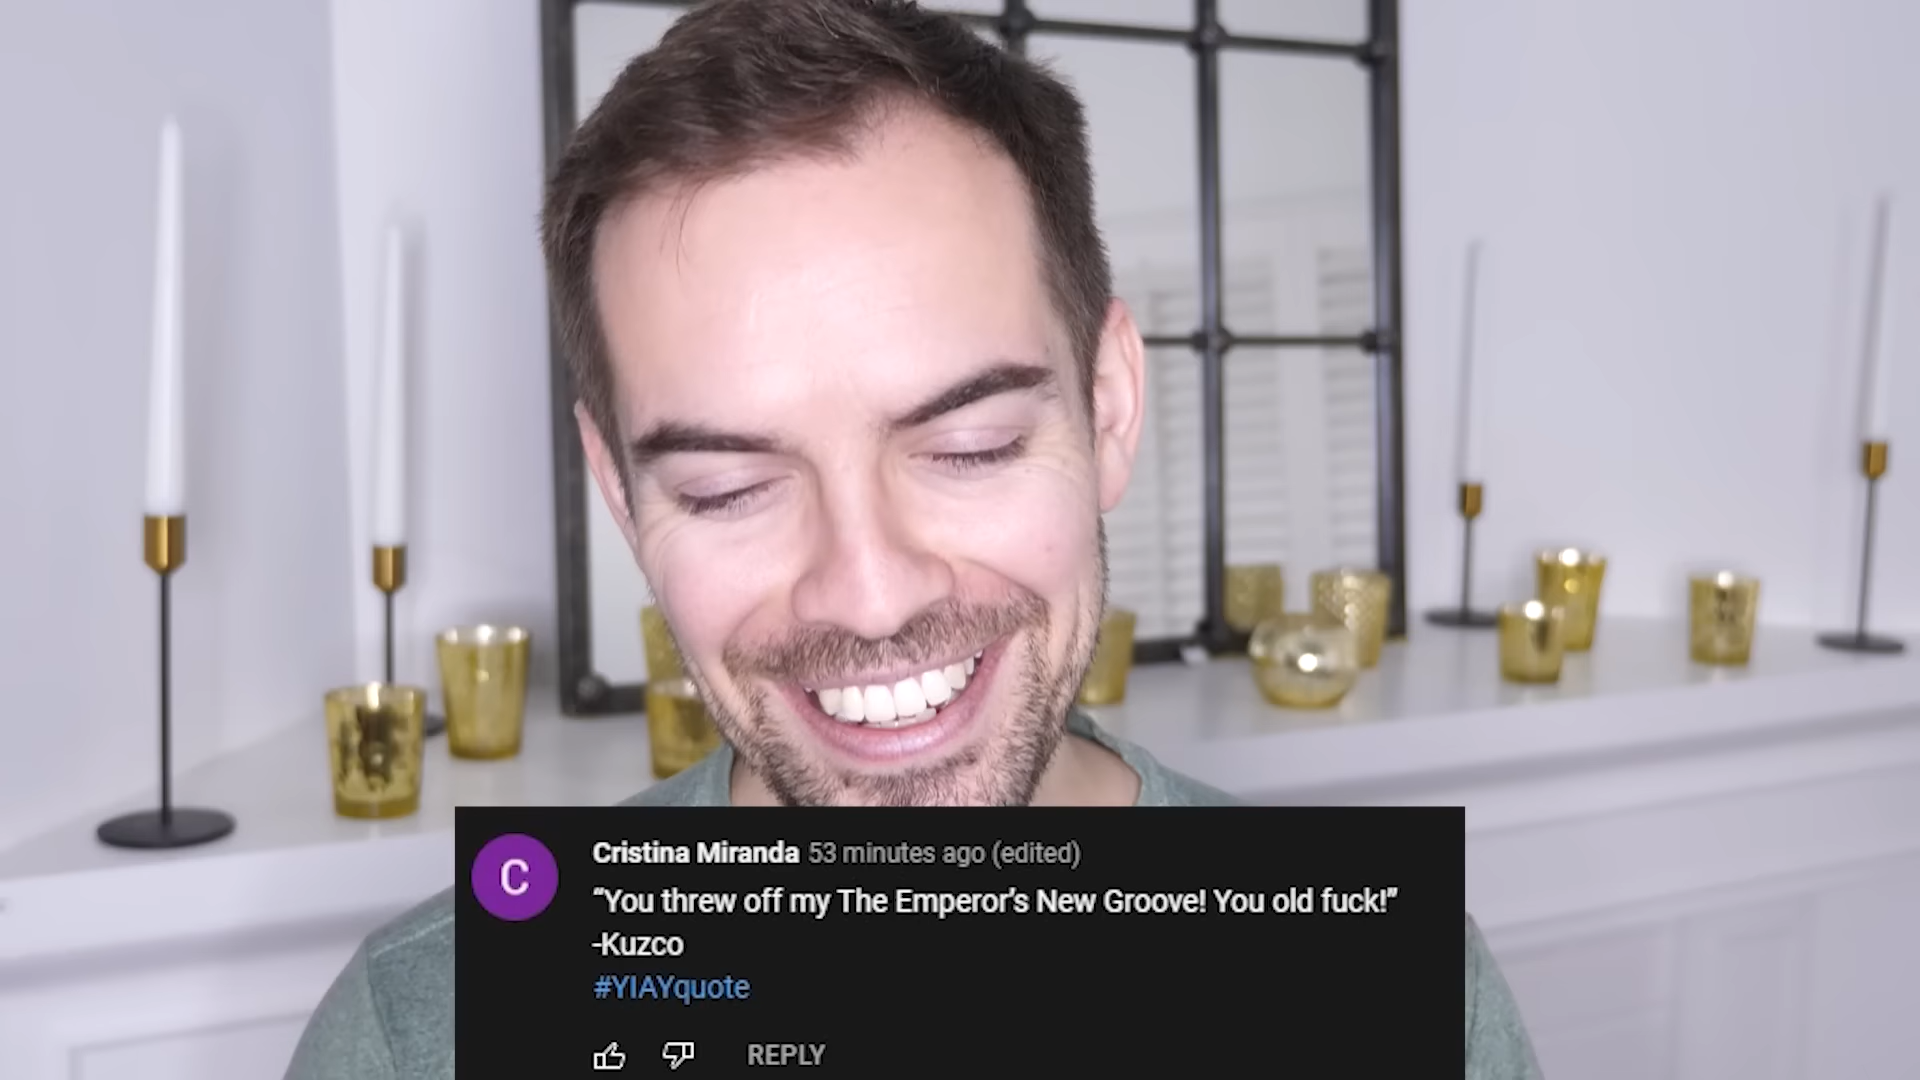 C
Cristina Miranda 53 minutes ago (edited)
“You threw off my The Emperor’s New Groove! You old fuck!”
-Kuzco
#YIAYquote
REPLY